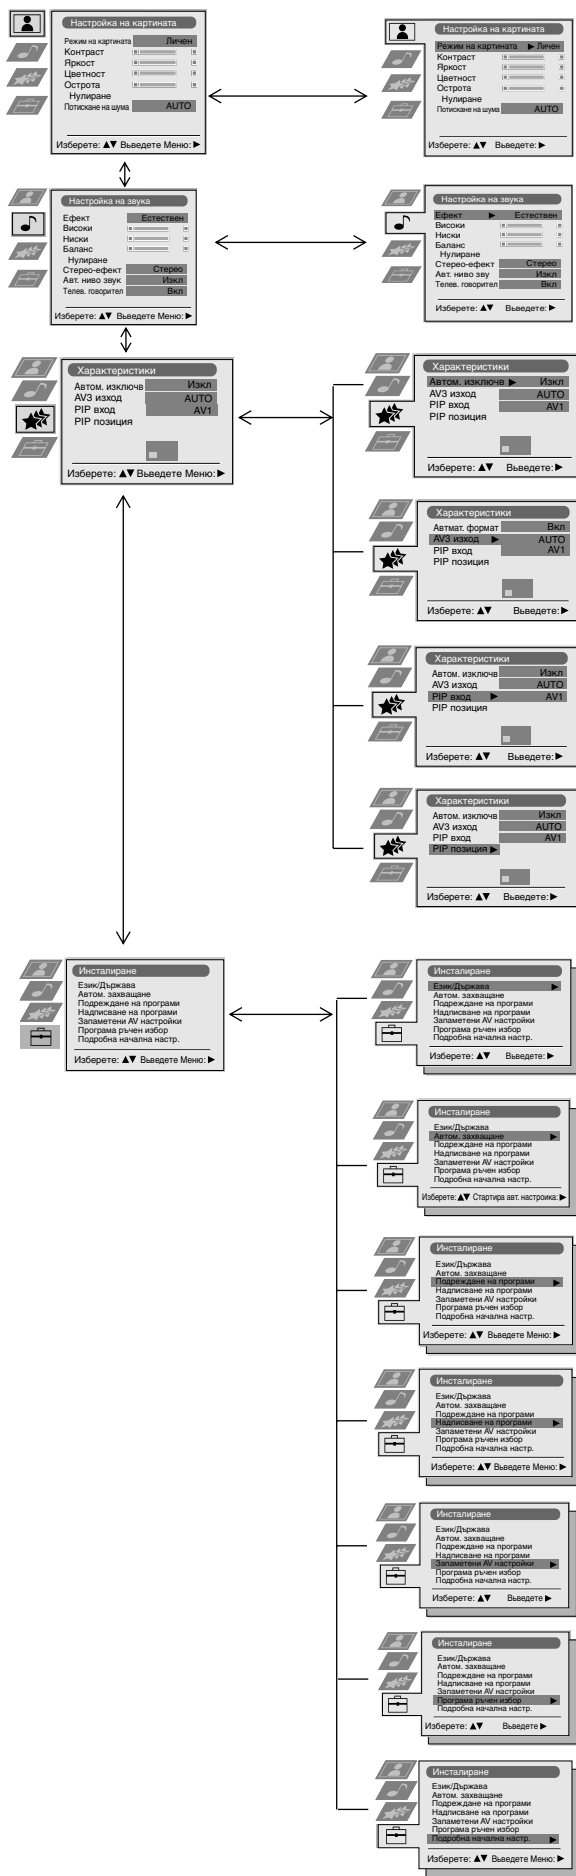 Настройка на картината
Режим на картината Личен
Контраст
Яркост
Цветност
Острота
Нулиране
Потискане на шума AUTO
Изберете: ▲▼ Въведете Меню: ▶
Настройка на картината
Режим на картината ▶ Личен
Контраст
Яркост
Цветност
Острота
Нулиране
Потискане на шума AUTO
Изберете: ▲▼ Въведете: ▶
Настройка на звука
Ефект Естествен
Високи
Ниски
Баланс
Нулиране
Стерео-ефект Стерео
Авт. ниво звук Изкл
Телев. говорител Вкл
Изберете: ▲▼ Въведете Меню: ▶
Настройка на звука
Ефект ▶ Естествен
Високи
Ниски
Баланс
Нулиране
Стерео-ефект Стерео
Авт. ниво зву Изкл
Телев. говорител Вкл
Изберете: ▲▼ Въведете: ▶
Характеристики
Автом. изключв Изкл
AV3 изход AUTO
PIP вход AV1
PIP позиция
Изберете: ▲▼ Въведете Меню: ▶
Характеристики
Автом. изключв ▶ Изкл
AV3 изход AUTO
PIP вход AV1
PIP позиция
Изберете: ▲▼ Въведете: ▶
Характеристики
Автмат. формат Вкл
AV3 изход ▶ AUTO
PIP вход AV1
PIP позиция
Изберете: ▲▼ Въведете: ▶
Характеристики
Автом. изключв Изкл
AV3 изход AUTO
PIP вход ▶ AV1
PIP позиция
Изберете: ▲▼ Въведете: ▶
Характеристики
Автом. изключв Изкл
AV3 изход AUTO
PIP вход AV1
PIP позиция ▶
Изберете: ▲▼ Въведете: ▶
Инсталиране
Език/Държава
Автом. захващане
Подреждане на програми
Надписване на програми
Запаметени AV настройки
Програма ръчен избор
Подробна начална настр.
Изберете: ▲▼ Въведете Меню: ▶
Инсталиране
Език/Държава ▶
Автом. захващане
Подреждане на програми
Надписване на програми
Запаметени AV настройки
Програма ръчен избор
Подробна начална настр.
Изберете: ▲▼ Въведете: ▶
Инсталиране
Език/Държава
Автом. захващане ▶
Подреждане на програми
Надписване на програми
Запаметени AV настройки
Програма ръчен избор
Подробна начална настр.
Изберете: ▲▼ Стартира авт. настроика: ▶
Инсталиране
Език/Държава
Автом. захващане
Подреждане на програми ▶
Надписване на програми
Запаметени AV настройки
Програма ръчен избор
Подробна начална настр.
Изберете: ▲▼ Въведете Меню: ▶
Инсталиране
Език/Държава
Автом. захващане
Подреждане на програми
Надписване на програми ▶
Запаметени AV настройки
Програма ръчен избор
Подробна начална настр.
Изберете: ▲▼ Въведете Меню: ▶
Инсталиране
Език/Държава
Автом. захващане
Подреждане на програми
Надписване на програми
Запаметени AV настройки ▶
Програма ръчен избор
Подробна начална настр.
Изберете: ▲▼ Въведете ▶
Инсталиране
Език/Държава
Автом. захващане
Подреждане на програми
Надписване на програми
Запаметени AV настройки
Програма ръчен избор ▶
Подробна начална настр.
Изберете: ▲▼ Въведете ▶
Инсталиране
Език/Държава
Автом. захващане
Подреждане на програми
Надписване на програми
Запаметени AV настройки
Програма ръчен избор
Подробна начална настр. ▶
Изберете: ▲▼ Въведете Меню: ▶